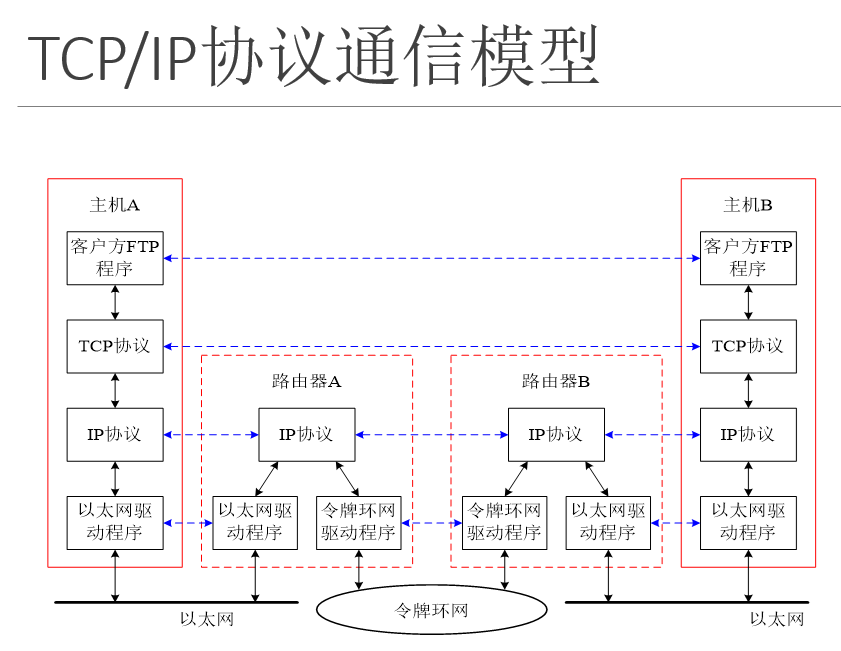 TCP/IP协议通信模型
主机A
主机B
客户方FTP
程序
客户方FTP
程序
TCP协议
TCP协议
路由器A
路由器B
IP协议
IP协议
IP协议
IP协议
以太网驱
动程序
以太网驱
动程序
令牌环网
驱动程序
令牌环网
驱动程序
以太网驱
动程序
以太网驱
动程序
以太网
令牌环网
以太网